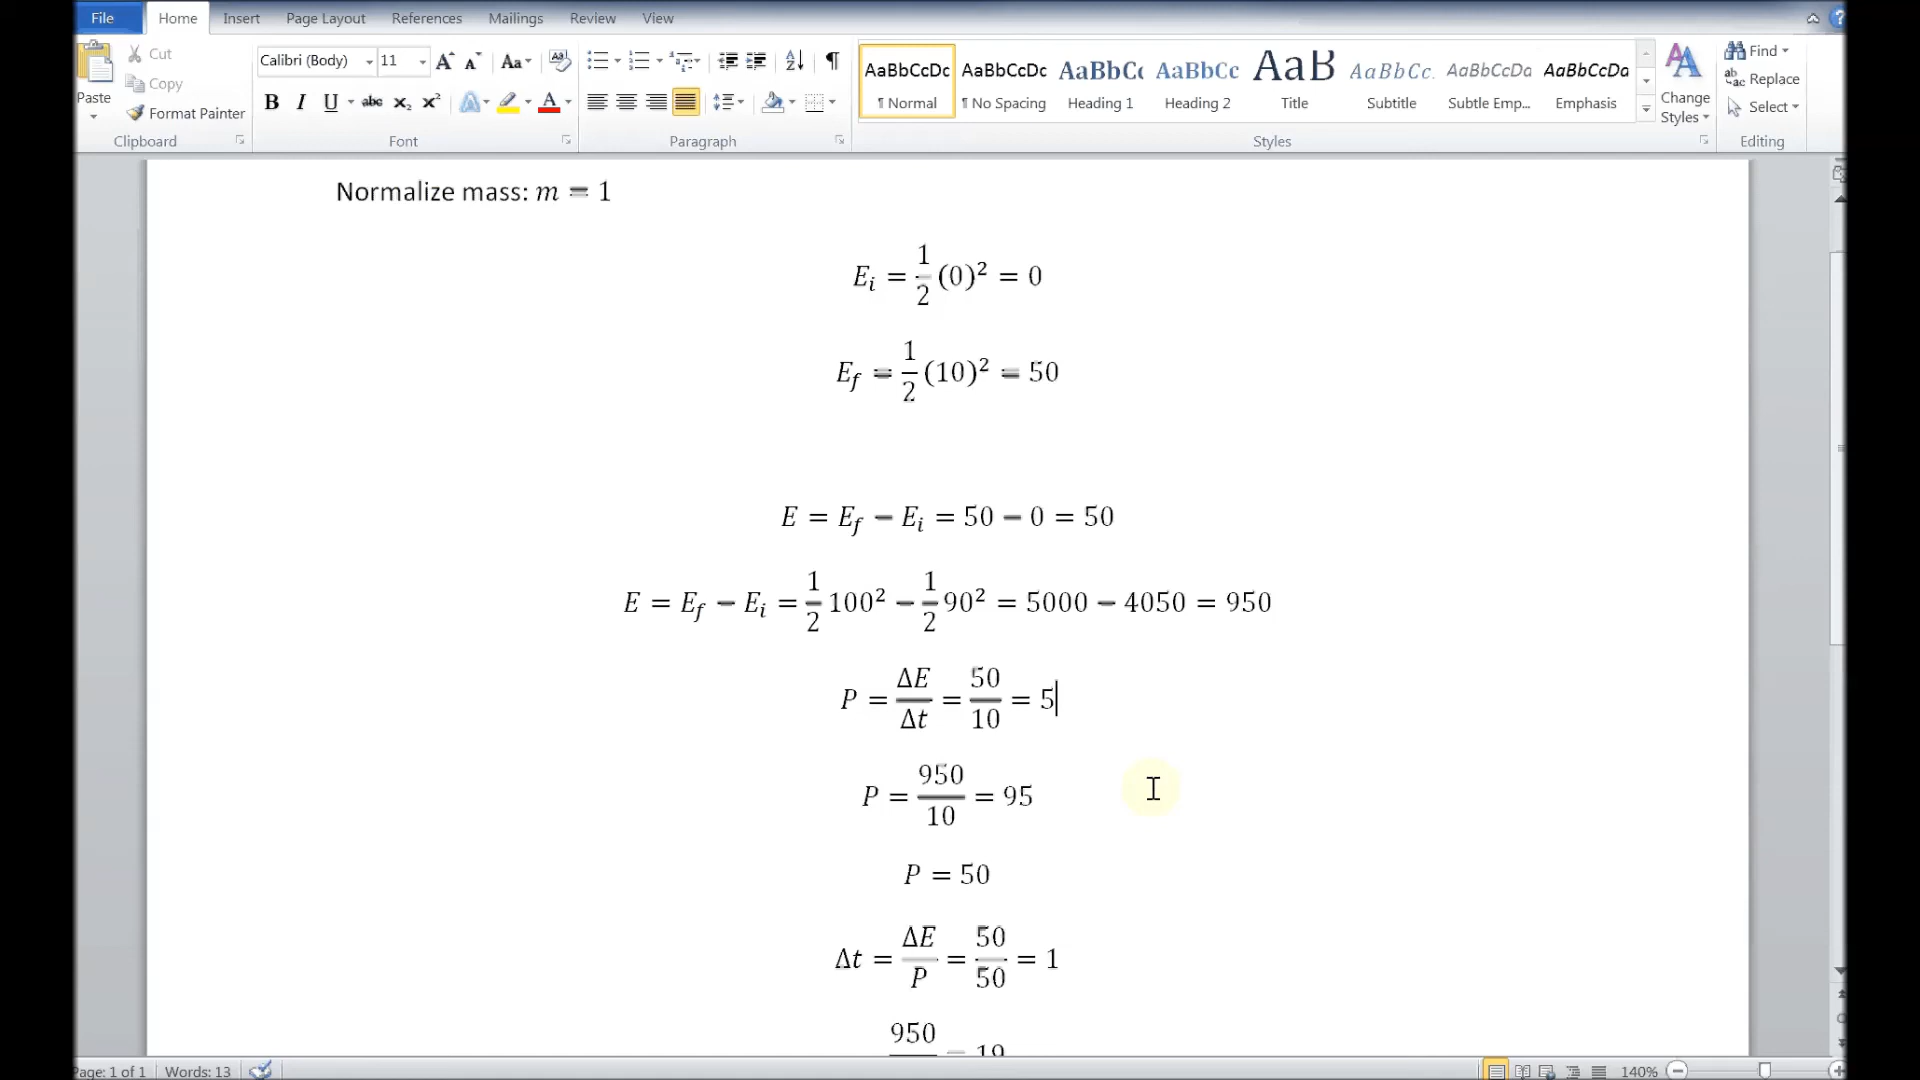 File Home Insert Page Layout References Mailings Review View
Paste
Cut
Copy
Format Painter
Clipboard
Calibri (Body) 11
Font
Paragraph
AaBbCcDc AaBbCcDc AaBbC AaBbCc AaB AaBbCc. AaBbCcDa AaBbCcDa
¶ Normal ¶ No Spacing Heading 1 Heading 2 Title Subtitle Subtle Emp... Emphasis
Change Styles
Styles
Find
Replace
Select
Editing
Normalize mass: m = 1
E_i = 1/2 (0)² = 0
E_f = 1/2 (10)² = 50
E = E_f − E_i = 50 − 0 = 50
E = E_f − E_i = 1/2 100² − 1/2 90² = 5000 − 4050 = 950
P = ΔE/Δt = 50/10 = 5
P = 950/10 = 95
P = 50
Δt = ΔE/P = 50/50 = 1
950 = 19
Page: 1 of 1 Words: 13 140%